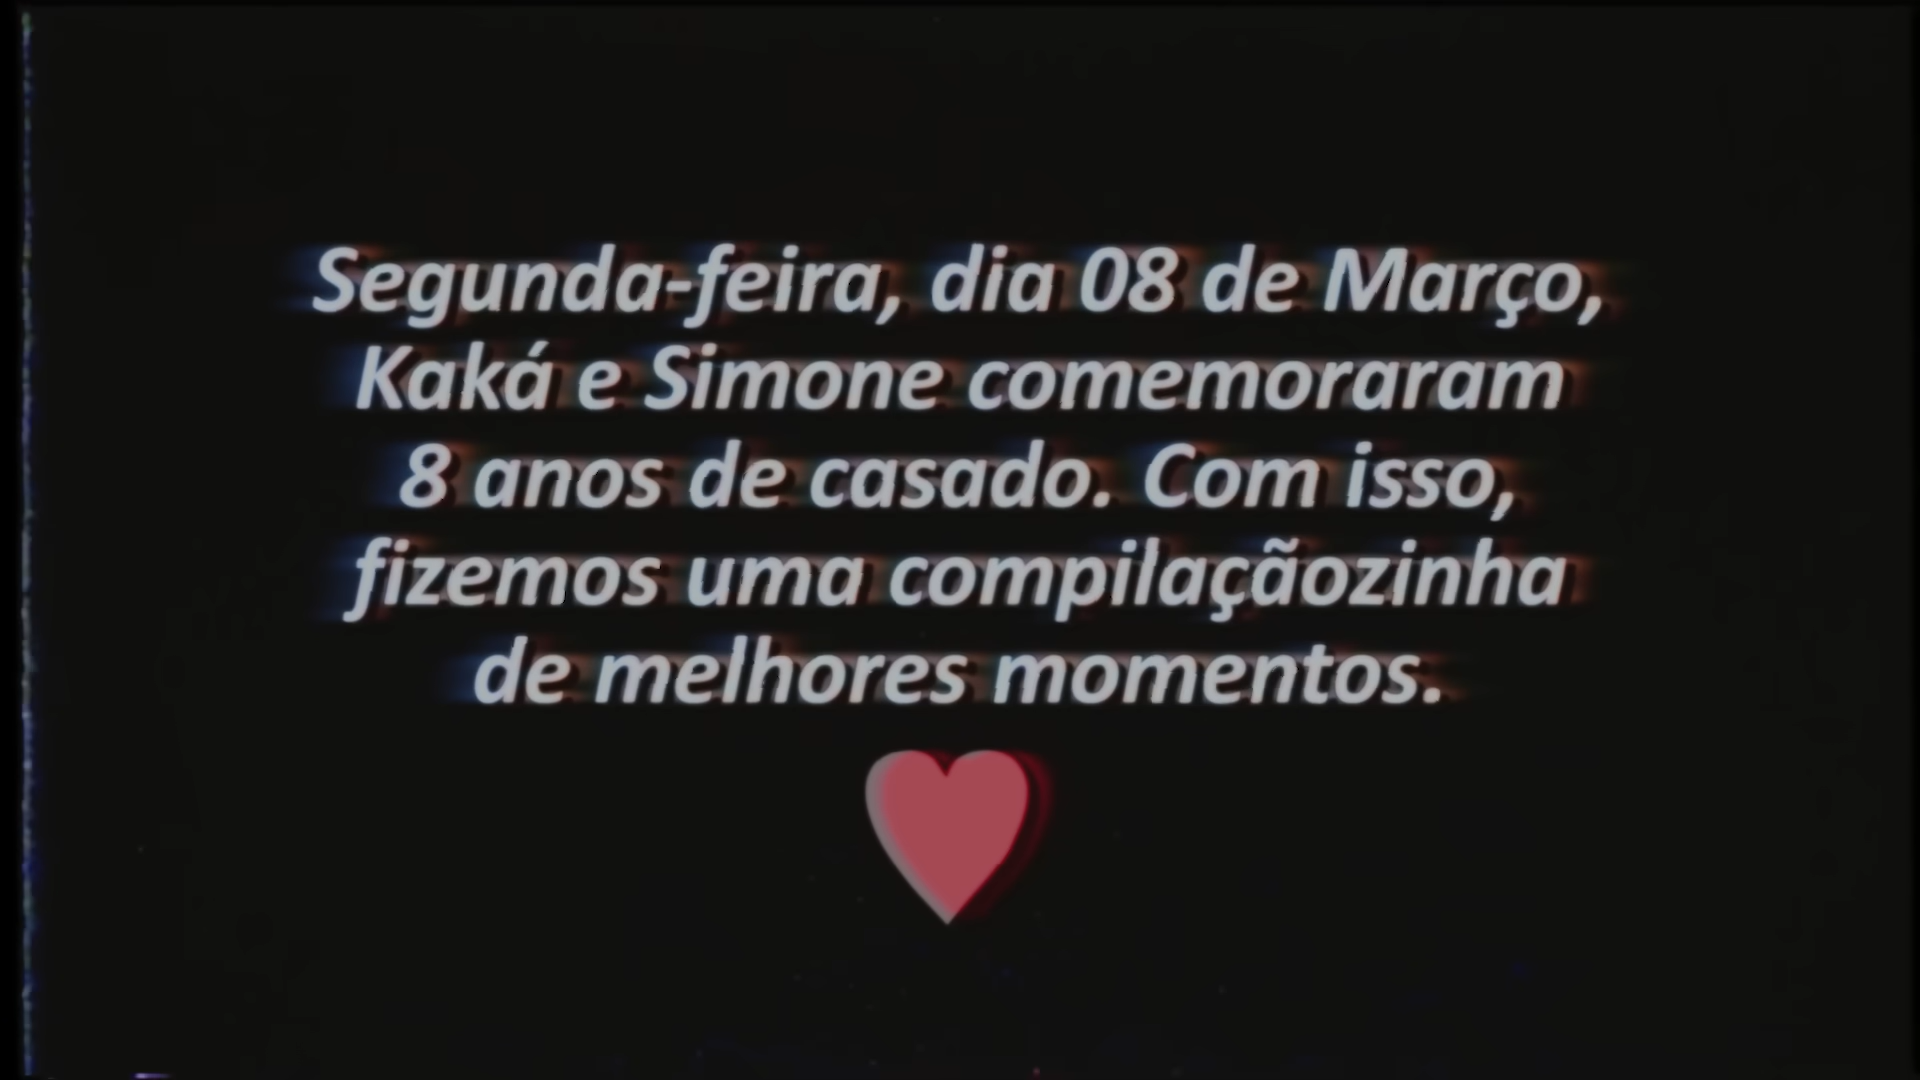 Segunda-feira, dia 08 de Março,
Kaká e Simone comemoraram
8 anos de casado. Com isso,
fizemos uma compilaçãozinha
de melhores momentos.